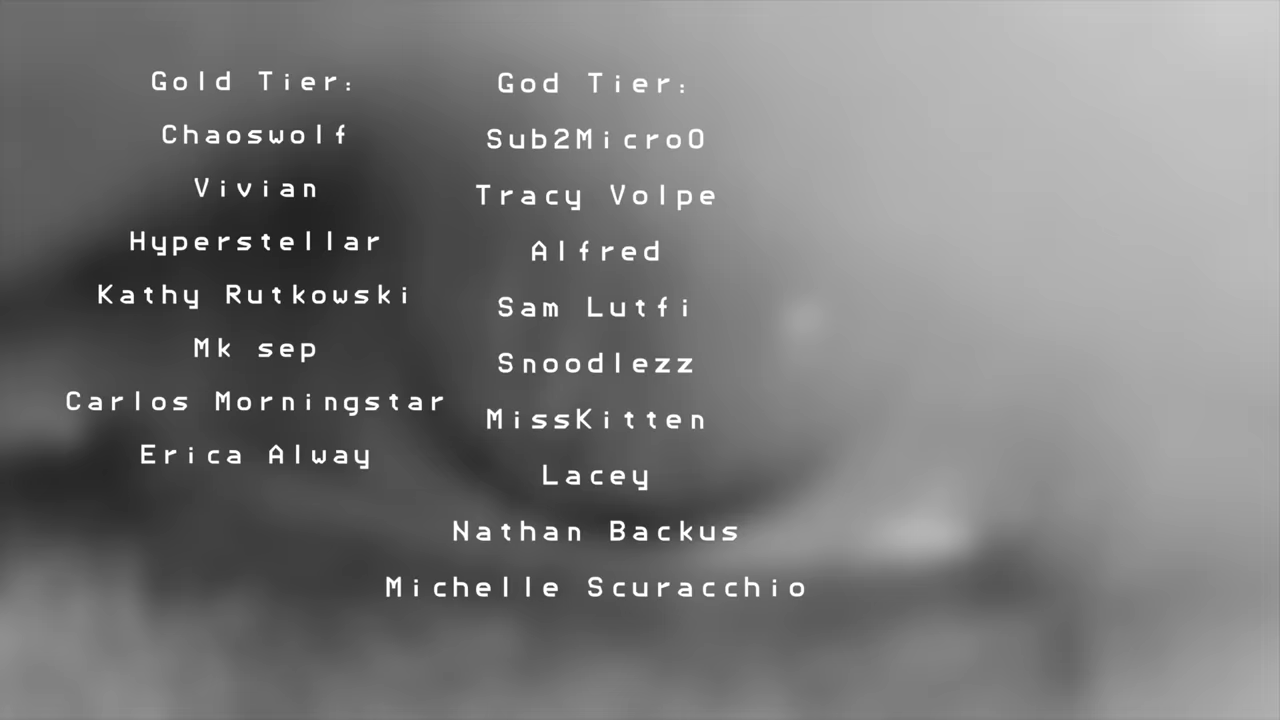 Gold Tier:
Chaoswolf
Vivian
Hyperstellar
Kathy Rutkowski
Mk sep
Carlos Morningstar
Erica Alway
God Tier:
Sub2Micro0
Tracy Volpe
Alfred
Sam Lutfi
Snoodlezz
MissKitten
Lacey
Nathan Backus
Michelle Scuracchio